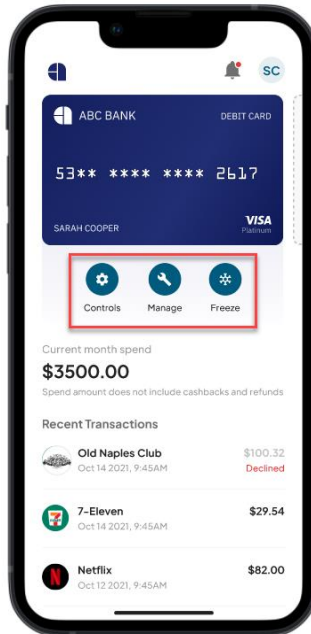 SC
ABC BANK
DEBIT CARD
53** **** **** 2617
SARAH COOPER
VISA
Platinum
Controls
Manage
Freeze
Current month spend
$3500.00
Spend amount does not include cashbacks and refunds
Recent Transactions
Old Naples Club
$100.32
Oct 14 2021, 9:45AM
Declined
7-Eleven
$29.54
Oct 14 2021, 9:45AM
Netflix
$82.00
Oct 12 2021, 9:45AM